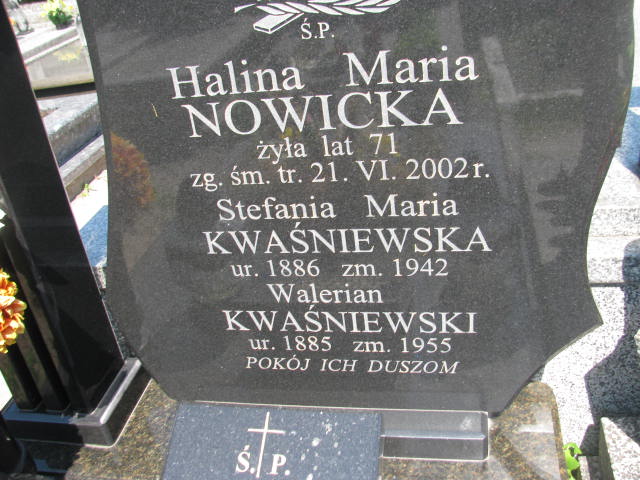 Ś.P.
Halina Maria
NOWICKA
żyła lat 71
zg. śm. tr. 21. VI. 2002r.
Stefania Maria
KWAŚNIEWSKA
ur. 1886 zm. 1942
Walerian
KWAŚNIEWSKI
ur. 1885 zm. 1955
POKÓJ ICH DUSZOM
Ś. P.